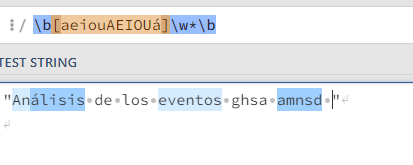 / \b[aeiouAEIOUá]\w*\b
TEST STRING
"Análisis de los eventos ghsa amnsd "